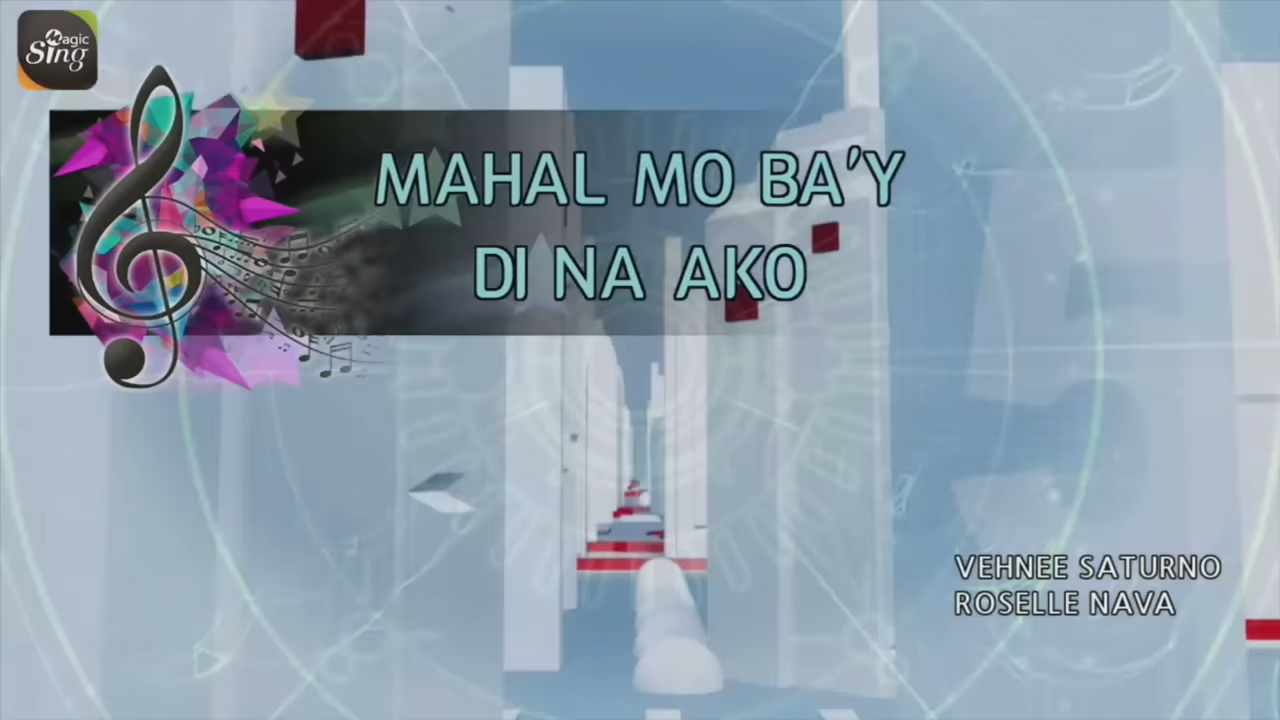 Magic
Sing
MAHAL MO BA'Y
DI NA AKO
VEHNEE SATURNO
ROSELLE NAVA